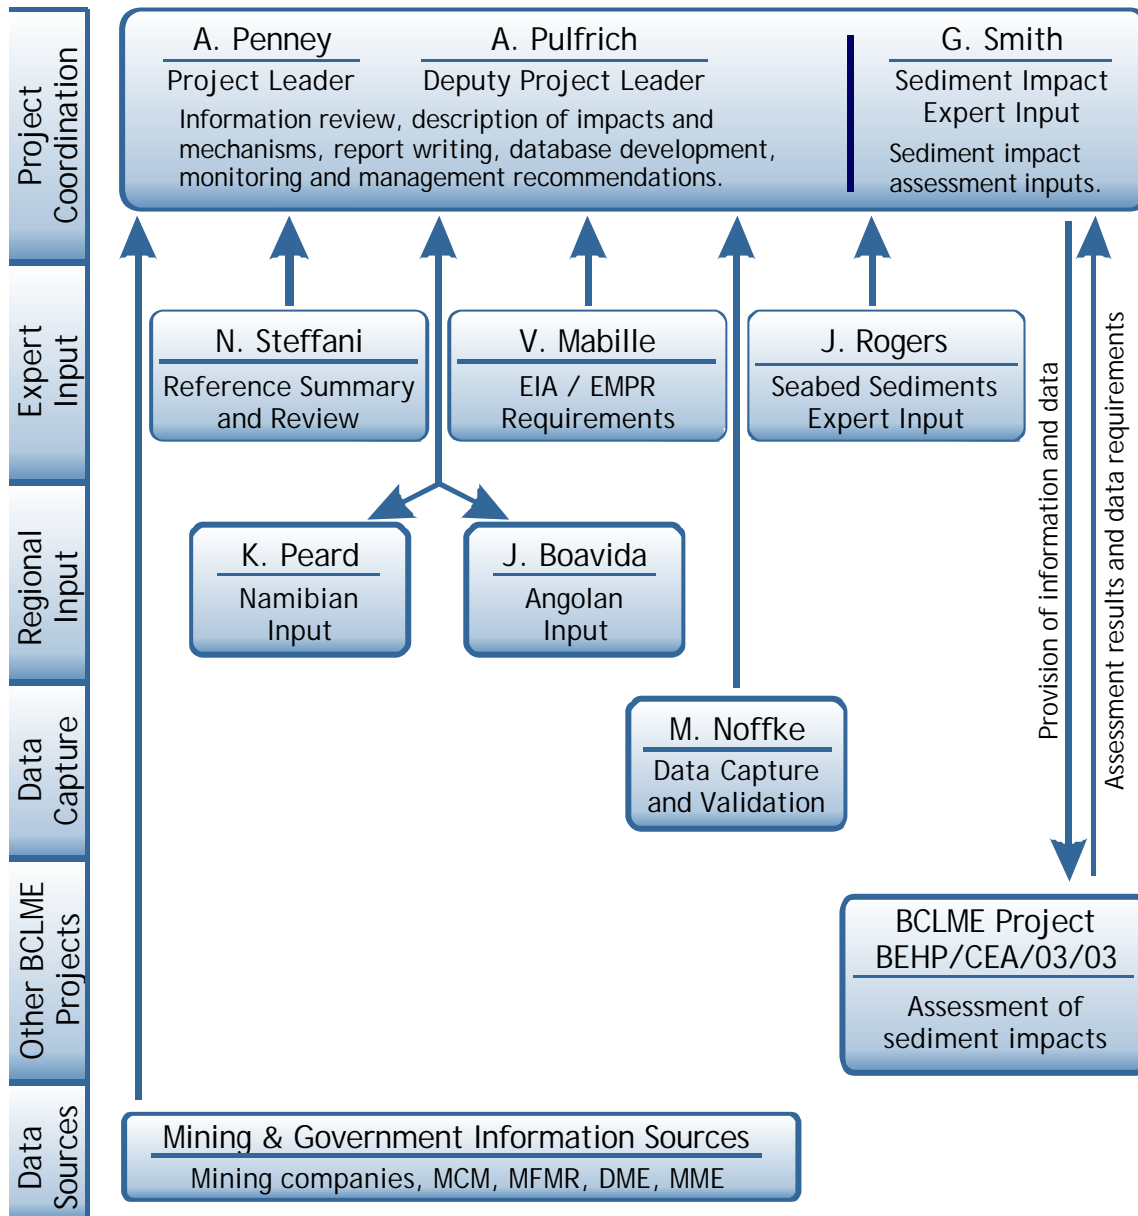 Project
Coordination
A. Penney
Project Leader
A. Pulfrich
Deputy Project Leader
Information review, description of impacts and
mechanisms, report writing, database development,
monitoring and management recommendations.
G. Smith
Sediment Impact
Expert Input
Sediment impact
assessment inputs.
Expert
Input
N. Steffani
Reference Summary
and Review
V. Mabille
EIA / EMPR
Requirements
J. Rogers
Seabed Sediments
Expert Input
Provision of information and data
Assessment results and data requirements
Regional
Input
K. Peard
Namibian
Input
J. Boavida
Angolan
Input
Data
Capture
M. Noffke
Data Capture
and Validation
Other BCLME
Projects
BCLME Project
BEHP/CEA/03/03
Assessment of
sediment impacts
Data
Sources
Mining & Government Information Sources
Mining companies, MCM, MFMR, DME, MME